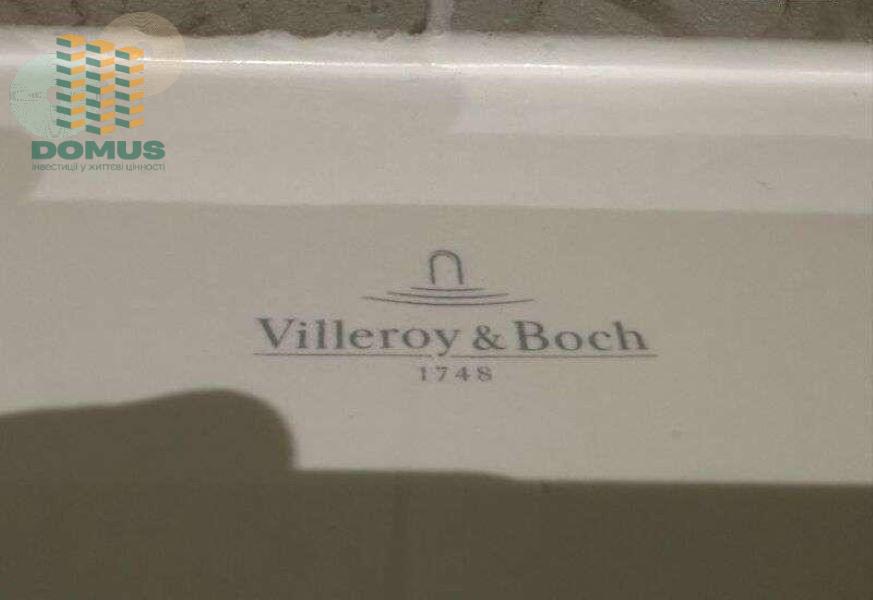 DOMUS
інвестиції у життєві цінності
Villeroy & Boch
1748